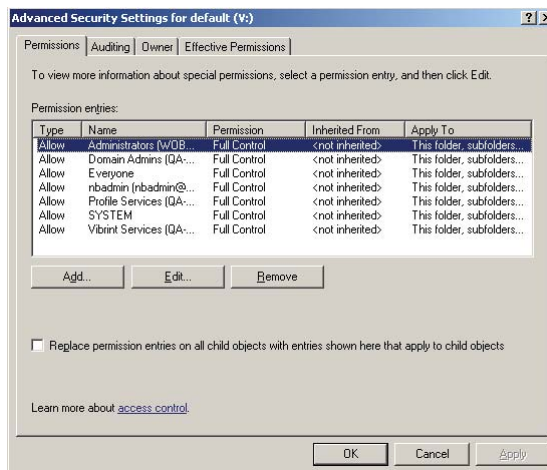 Advanced Security Settings for default (V:)
Permissions Auditing Owner Effective Permissions
To view more information about special permissions, select a permission entry, and then click Edit.
Permission entries:
Type Name Permission Inherited From Apply To
Allow Administrators (WOB... Full Control <not inherited> This folder, subfolders...
Allow Domain Admins (QA-... Full Control <not inherited> This folder, subfolders...
Allow Everyone Full Control <not inherited> This folder, subfolders...
Allow nbadmin (nbadmin@... Full Control <not inherited> This folder, subfolders...
Allow Profile Services (QA-... Full Control <not inherited> This folder, subfolders...
Allow SYSTEM Full Control <not inherited> This folder, subfolders...
Allow Vibrint Services (QA-... Full Control <not inherited> This folder, subfolders...
Add... Edit... Remove
Replace permission entries on all child objects with entries shown here that apply to child objects
Learn more about access control.
OK Cancel Apply